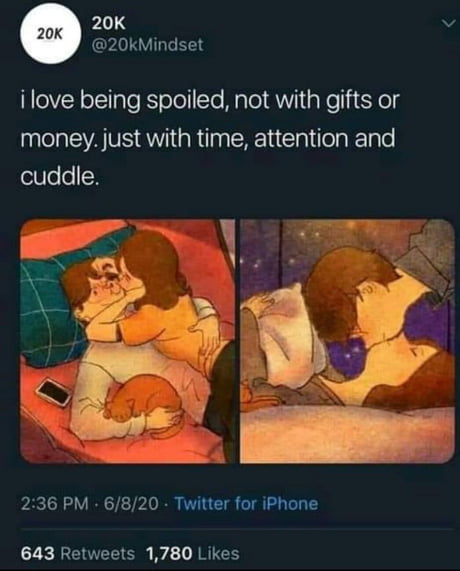 20K
20K
@20kMindset
i love being spoiled, not with gifts or
money. just with time, attention and
cuddle.
2:36 PM · 6/8/20 · Twitter for iPhone
643 Retweets 1,780 Likes